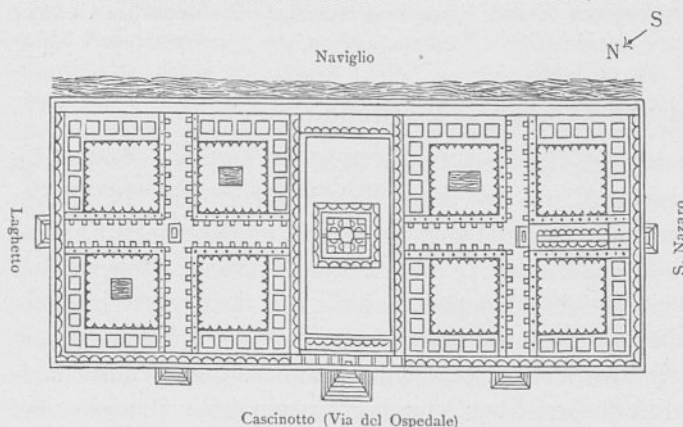 S
N
Naviglio
Laghetto
S. Nazaro
Cascinotto (Via del Ospedale)